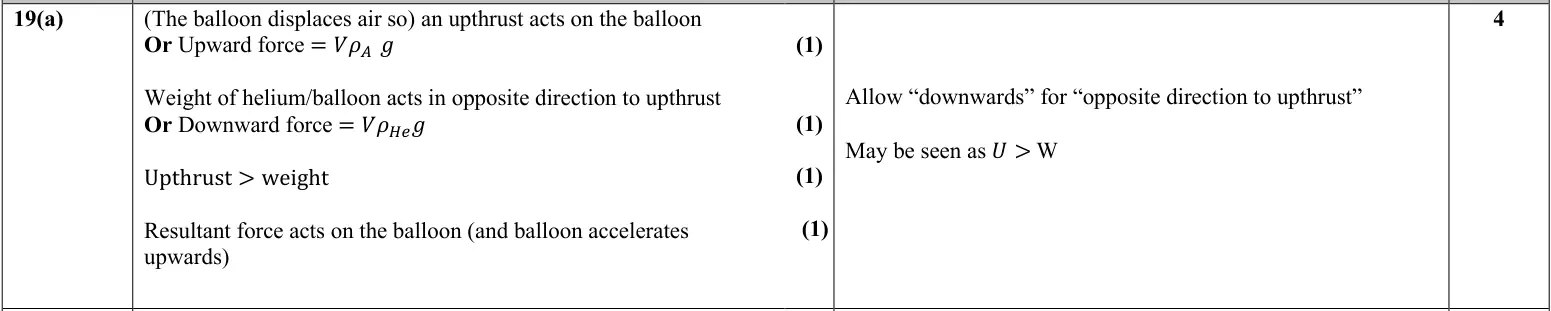 19(a)
(The balloon displaces air so) an upthrust acts on the balloon
Or Upward force = 𝑉𝜌𝐴 𝑔 (1)
Weight of helium/balloon acts in opposite direction to upthrust
Or Downward force = 𝑉𝜌𝐻𝑒𝑔 (1)
Upthrust > weight (1)
Resultant force acts on the balloon (and balloon accelerates (1)
upwards)
Allow “downwards” for “opposite direction to upthrust”
May be seen as 𝑈 > W
4